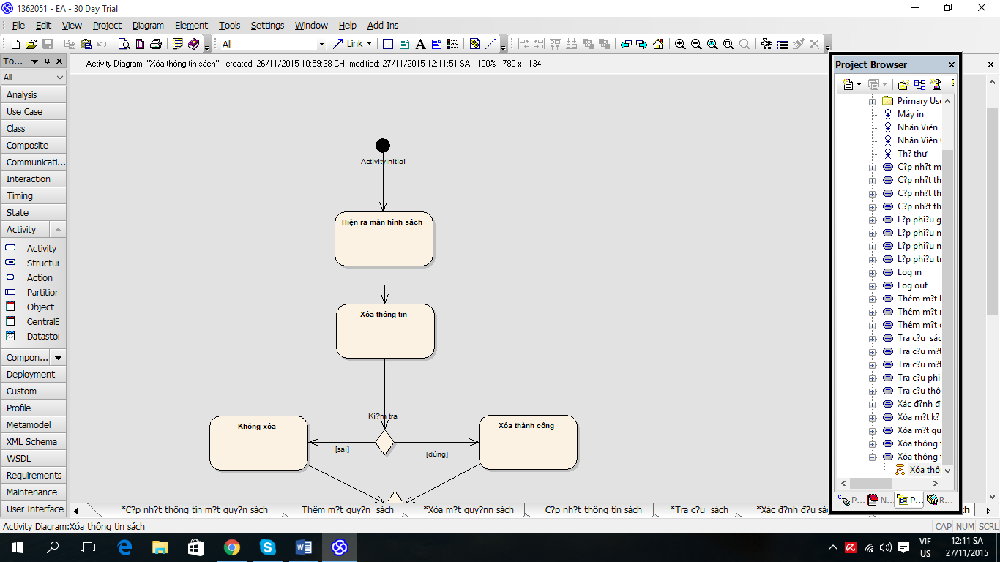 1362051 - EA - 30 Day Trial
File Edit View Project Diagram Element Tools Settings Window Help Add-Ins
All Link
To...
Activity Diagram: "Xóa thông tin sách" created: 26/11/2015 10:59:38 CH modified: 27/11/2015 12:11:51 SA 100% 780 x 1134
All
Analysis
Use Case
Class
Composite
Communicati...
Interaction
Timing
State
Activity
Activity
Structu
Action
Partition
Object
CentralB
Datasto
Compon...
Deployment
Custom
Profile
Metamodel
XML Schema
WSDL
Requirements
Maintenance
User Interface
ActivityInitial
Hiện ra màn hình sách
Xóa thông tin
Ki?m tra
Không xóa
Xóa thành công
[sai]
[đúng]
Project Browser
Primary Use
Máy in
Nhân Viên
Nhân Viên
Th? thư
C?p nh?t m
C?p nh?t th
C?p nh?t th
C?p nh?t th
L?p phi?u g
L?p phi?u m
L?p phi?u n
L?p phi?u tr
Log in
Log out
Thêm m?t k
Thêm m?t n
Thêm m?t q
Tra c?u sác
Tra c?u m?t
Tra c?u m?t
Tra c?u phi?
Tra c?u thô
Xác đ?nh đ?
Xóa m?t k?
Xóa m?t qu
Xóa thông t
Xóa thông t
Xóa thôn
P... N... P... R...
*C?p nh?t thông tin m?t quy?n sách Thêm m?t quy?n sách *Xóa m?t quy?nn sách C?p nh?t thông tin sách *Tra c?u sách *Xác đ?nh đ?u sá ch
Activity Diagram:Xóa thông tin sách CAP NUM SCRL
VIE
US
12:11 SA
27/11/2015